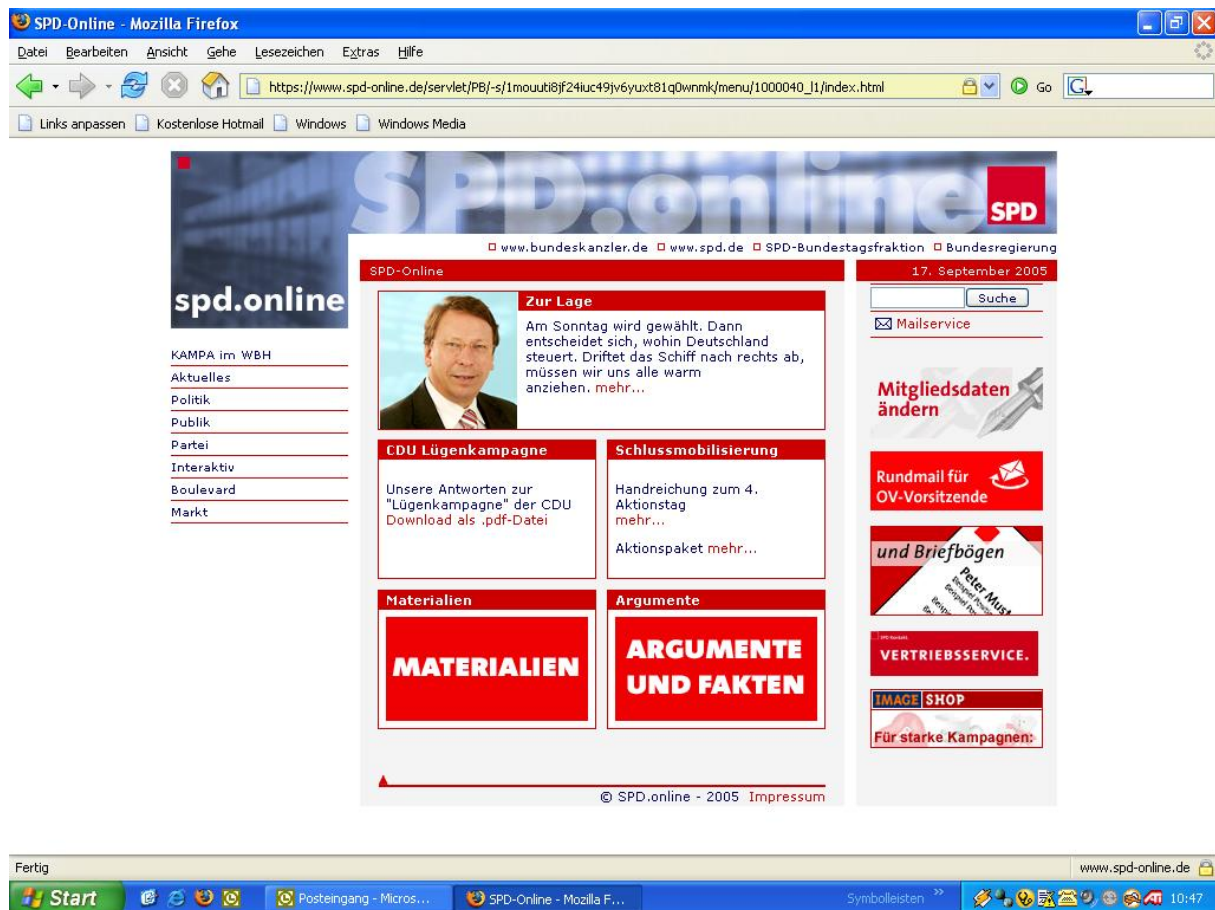 SPD-Online - Mozilla Firefox
Datei Bearbeiten Ansicht Gehe Lesezeichen Extras Hilfe
https://www.spd-online.de/servlet/PB/-s/1mouuti8jf24iuc49jv6yuxt81q0wnmk/menu/1000040_l1/index.html Go G
Links anpassen Kostenlose Hotmail Windows Windows Media
SPD.online
SPD
spd.online
www.bundeskanzler.de www.spd.de SPD-Bundestagsfraktion Bundesregierung
SPD-Online
17. September 2005
KAMPA im WBH
Aktuelles
Politik
Publik
Partei
Interaktiv
Boulevard
Markt
Zur Lage
Am Sonntag wird gewählt. Dann
entscheidet sich, wohin Deutschland
steuert. Driftet das Schiff nach rechts ab,
müssen wir uns alle warm
anziehen. mehr...
CDU Lügenkampagne
Unsere Antworten zur
"Lügenkampagne" der CDU
Download als .pdf-Datei
Schlussmobilisierung
Handreichung zum 4.
Aktionstag
mehr...
Aktionspaket mehr...
Materialien
MATERIALIEN
Argumente
ARGUMENTE
UND FAKTEN
© SPD.online - 2005 Impressum
Suche
Mailservice
Mitgliedsdaten
ändern
Rundmail für
OV-Vorsitzende
und Briefbögen
Peter Must
VERTRIEBSSERVICE.
IMAGE SHOP
Für starke Kampagnen:
Fertig
www.spd-online.de
Start Posteingang - Micros... SPD-Online - Mozilla F... Symbolleisten 10:47